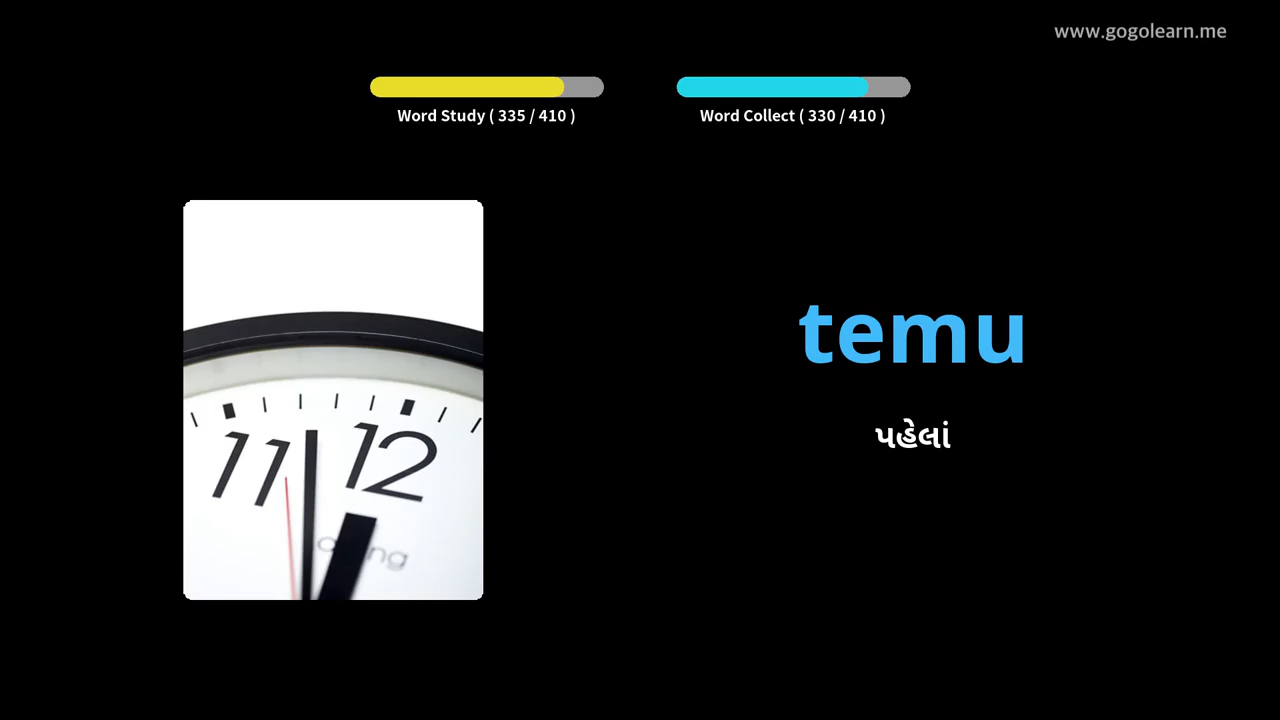 www.gogolearn.me
Word Study ( 335 / 410 )
Word Collect ( 330 / 410 )
11
12
temu
પહેલાં